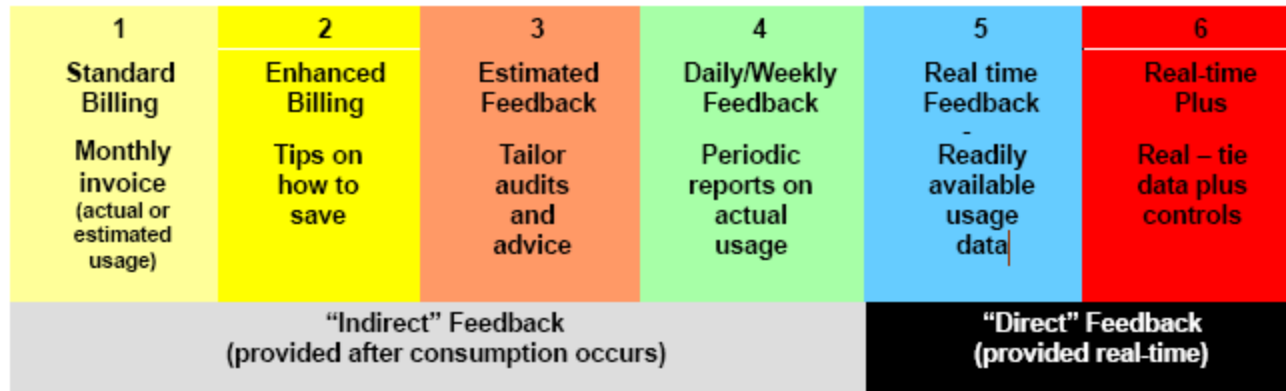 1
Standard
Billing
Monthly
invoice
(actual or
estimated
usage)
2
Enhanced
Billing
Tips on
how to
save
3
Estimated
Feedback
Tailor
audits
and
advice
4
Daily/Weekly
Feedback
Periodic
reports on
actual
usage
5
Real time
Feedback
-
Readily
available
usage
data
6
Real-time
Plus
Real – tie
data plus
controls
“Indirect” Feedback
(provided after consumption occurs)
“Direct” Feedback
(provided real-time)